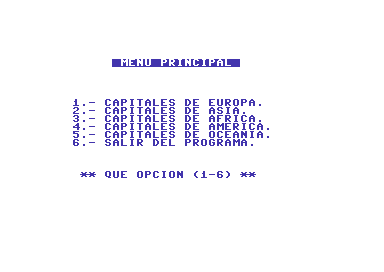 MENU PRINCIPAL
1.- CAPITALES DE EUROPA.
2.- CAPITALES DE ASIA.
3.- CAPITALES DE AFRICA.
4.- CAPITALES DE AMERICA.
5.- CAPITALES DE OCEANIA.
6.- SALIR DEL PROGRAMA.
** QUE OPCION (1-6) **